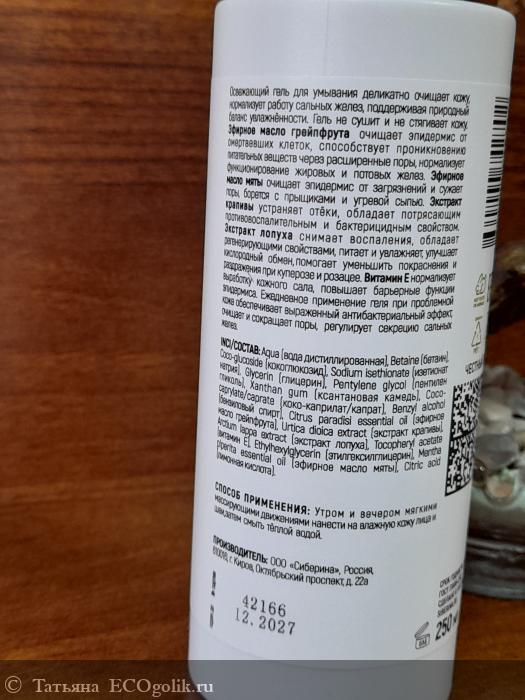 Освежающий гель для умывания деликатно очищает кожу,
нормализует работу сальных желез, поддерживая природный
баланс увлажнённости. Гель не сушит и не стягивает кожу.
Эфирное масло грейпфрута очищает эпидермис от
омертвевших клеток, способствует проникновению
питательных веществ через расширенные поры, нормализует
функционирование жировых и потовых желез. Эфирное
масло мяты очищает эпидермис от загрязнений и сужает
поры, борется с прыщиками и угревой сыпью. Экстракт
крапивы устраняет отёки, обладает потрясающим
противовоспалительным и бактерицидным свойством.
Экстракт лопуха снимает воспаления, обладает
регенерирующими свойствами, питает и увлажняет, улучшает
кислородный обмен, помогает уменьшить покраснения и
раздражения при куперозе и розацее. Витамин Е нормализует
выработку кожного сала, повышает барьерные функции
эпидермиса. Ежедневное применение геля при проблемной
коже обеспечивает выраженный антибактериальный эффект,
очищает и сокращает поры, регулирует секрецию сальных
желез.
INCI/СОСТАВ: Aqua (вода дистиллированная), Betaine (бетаин),
Coco-glucoside (кокоглюкозид), Sodium isethionate (изетионат
натрия), Glycerin (глицерин), Pentylene glycol (пентилен
гликоль), Xanthan gum (ксантановая камедь), Coco-
caprylate/caprate (коко-каприлат/капрат), Benzyl alcohol
(бензиловый спирт), Citrus paradisi essential oil (эфирное
масло грейпфрута), Urtica dioica extract (экстракт крапивы),
Arctium lappa extract (экстракт лопуха), Tocopheryl acetate
(витамин Е), Ethylhexylglycerin (этилгексилглицерин), Mentha
piperita essential oil (эфирное масло мяты), Citric acid
(лимонная кислота).
СПОСОБ ПРИМЕНЕНИЯ: Утром и вечером мягкими
массирующими движениями нанести на влажную кожу лица и
шеи, затем смыть тёплой водой.
ПРОИЗВОДИТЕЛЬ: ООО «Сиберина», Россия,
610018, г. Киров, Октябрьский проспект, д. 22а
42166
12.2027
ЧЕСТНЫЙ
250
Татьяна ECOgolik.ru